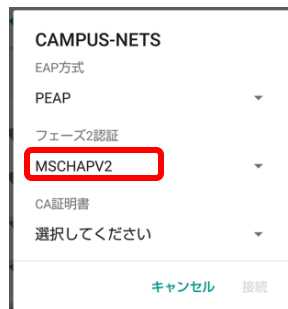 CAMPUS-NETS
EAP方式
PEAP
フェーズ2認証
MSCHAPV2
CA証明書
選択してください
キャンセル 接続